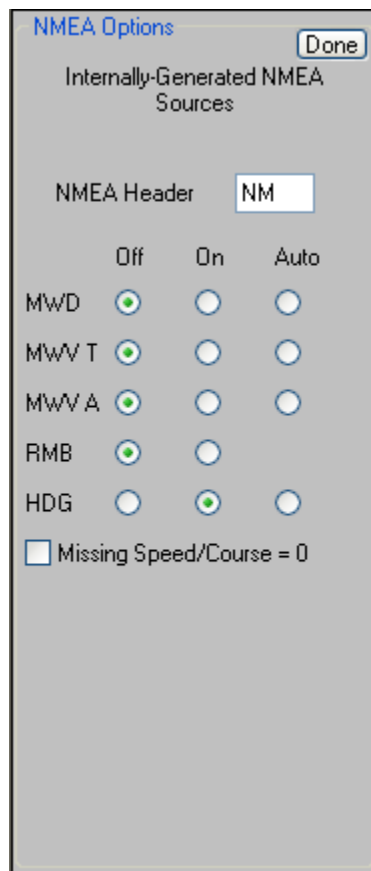 NMEA Options
Done
Internally-Generated NMEA
Sources
NMEA Header NM
Off On Auto
MWD
MWV T
MWV A
RMB
HDG
Missing Speed/Course = 0